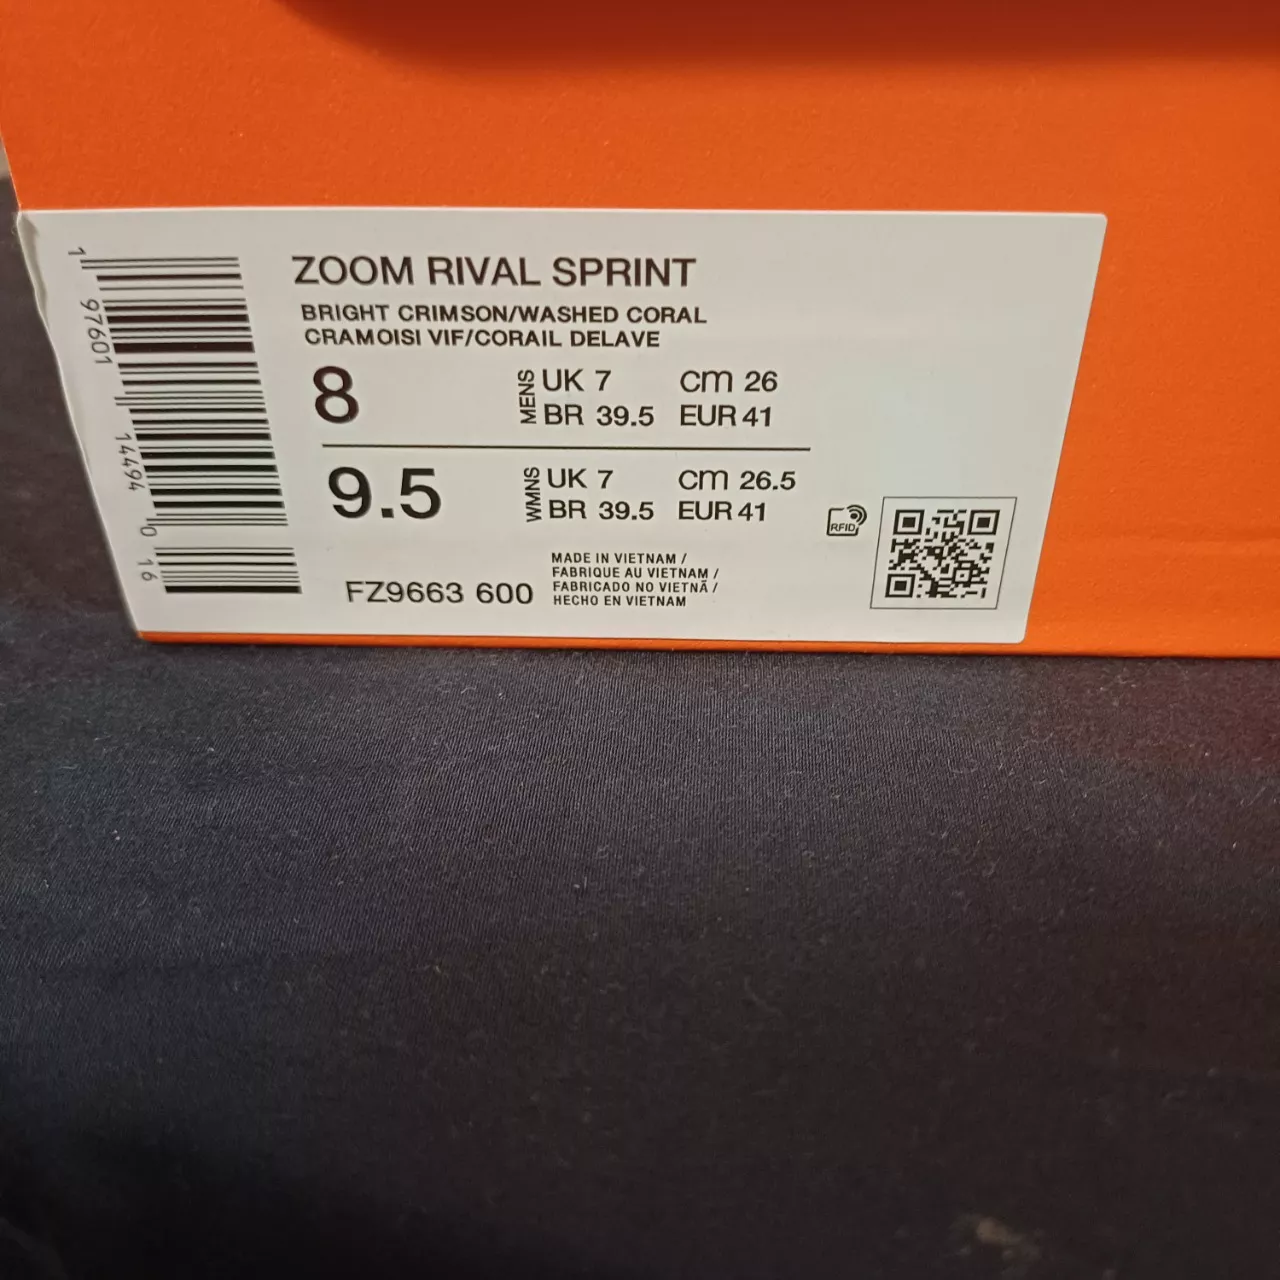 ZOOM RIVAL SPRINT
BRIGHT CRIMSON/WASHED CORAL
CRAMOISI VIF/CORAIL DELAVE
8 MENS UK 7 cm 26
BR 39.5 EUR 41
9.5 WMNS UK 7 cm 26.5
BR 39.5 EUR 41
RFID
FZ9663 600
MADE IN VIETNAM /
FABRIQUE AU VIETNAM /
FABRICADO NO VIETNÃ /
HECHO EN VIETNAM
1 97601 14494 0 16